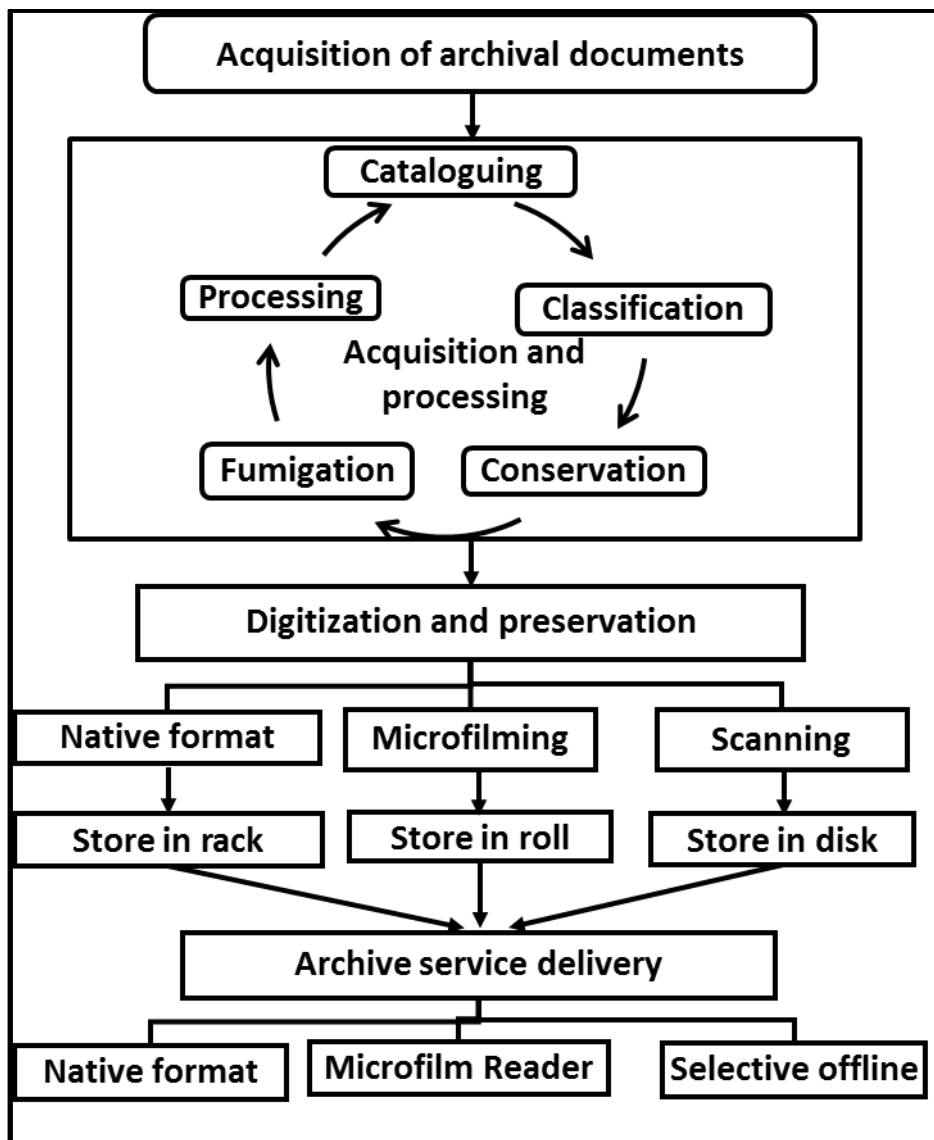 Acquisition of archival documents
Cataloguing
Processing
Classification
Acquisition and
processing
Fumigation
Conservation
Digitization and preservation
Native format
Microfilming
Scanning
Store in rack
Store in roll
Store in disk
Archive service delivery
Native format
Microfilm Reader
Selective offline